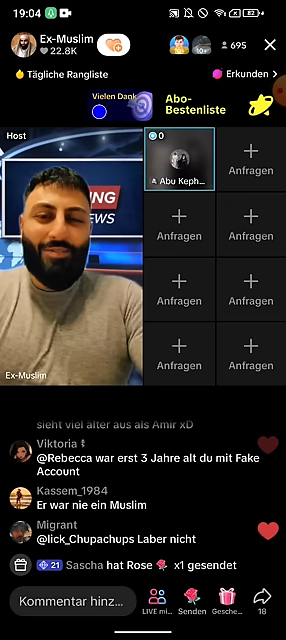 19:04
Ex-Muslim
22.8K
10+
695
Tägliche Rangliste
Erkunden >
Vielen Dank
Abo-
Bestenliste
Host
0
Abu Keph...
Anfragen
Anfragen
Anfragen
Anfragen
Anfragen
Anfragen
Anfragen
NEWS
Ex-Muslim
sieht viel älter aus als Amir xD
Viktoria
@Rebecca war erst 3 Jahre alt du mit Fake
Account
Kassem_1984
Er war nie ein Muslim
Migrant
@lick_Chupachups Laber nicht
21 Sascha hat Rose x1 gesendet
Kommentar hinz...
LIVE mi...
Senden
Gesche...
18